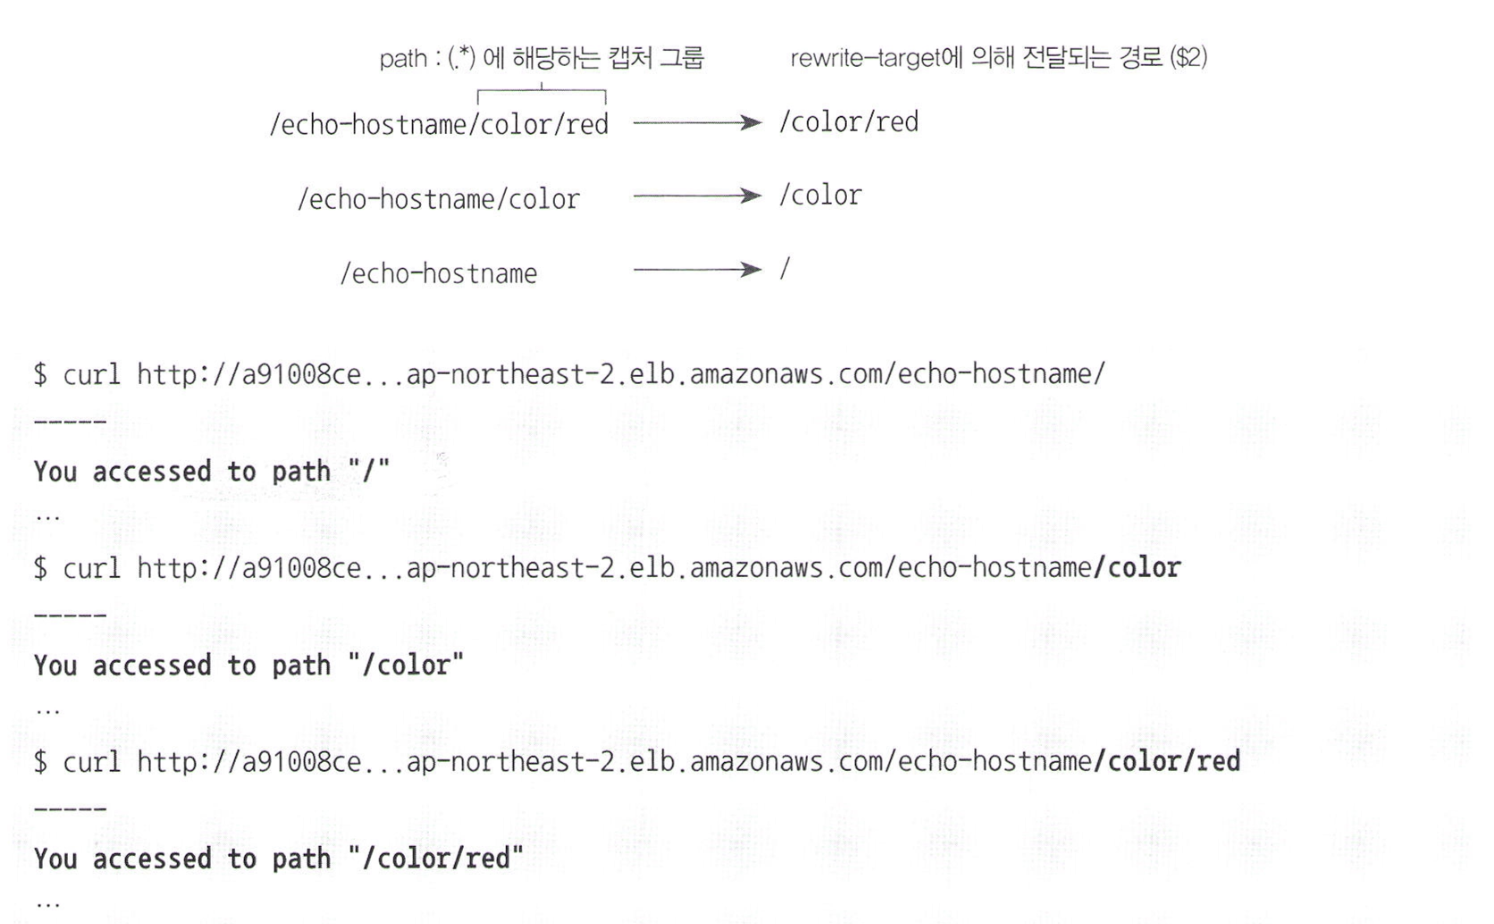 path : (.*) 에 해당하는 캡처 그룹 rewrite-target에 의해 전달되는 경로 ($2)
/echo-hostname/color/red /color/red
/echo-hostname/color /color
/echo-hostname /
$ curl http://a91008ce...ap-northeast-2.elb.amazonaws.com/echo-hostname/
-----
You accessed to path "/"
...
$ curl http://a91008ce...ap-northeast-2.elb.amazonaws.com/echo-hostname/color
-----
You accessed to path "/color"
...
$ curl http://a91008ce...ap-northeast-2.elb.amazonaws.com/echo-hostname/color/red
-----
You accessed to path "/color/red"
...